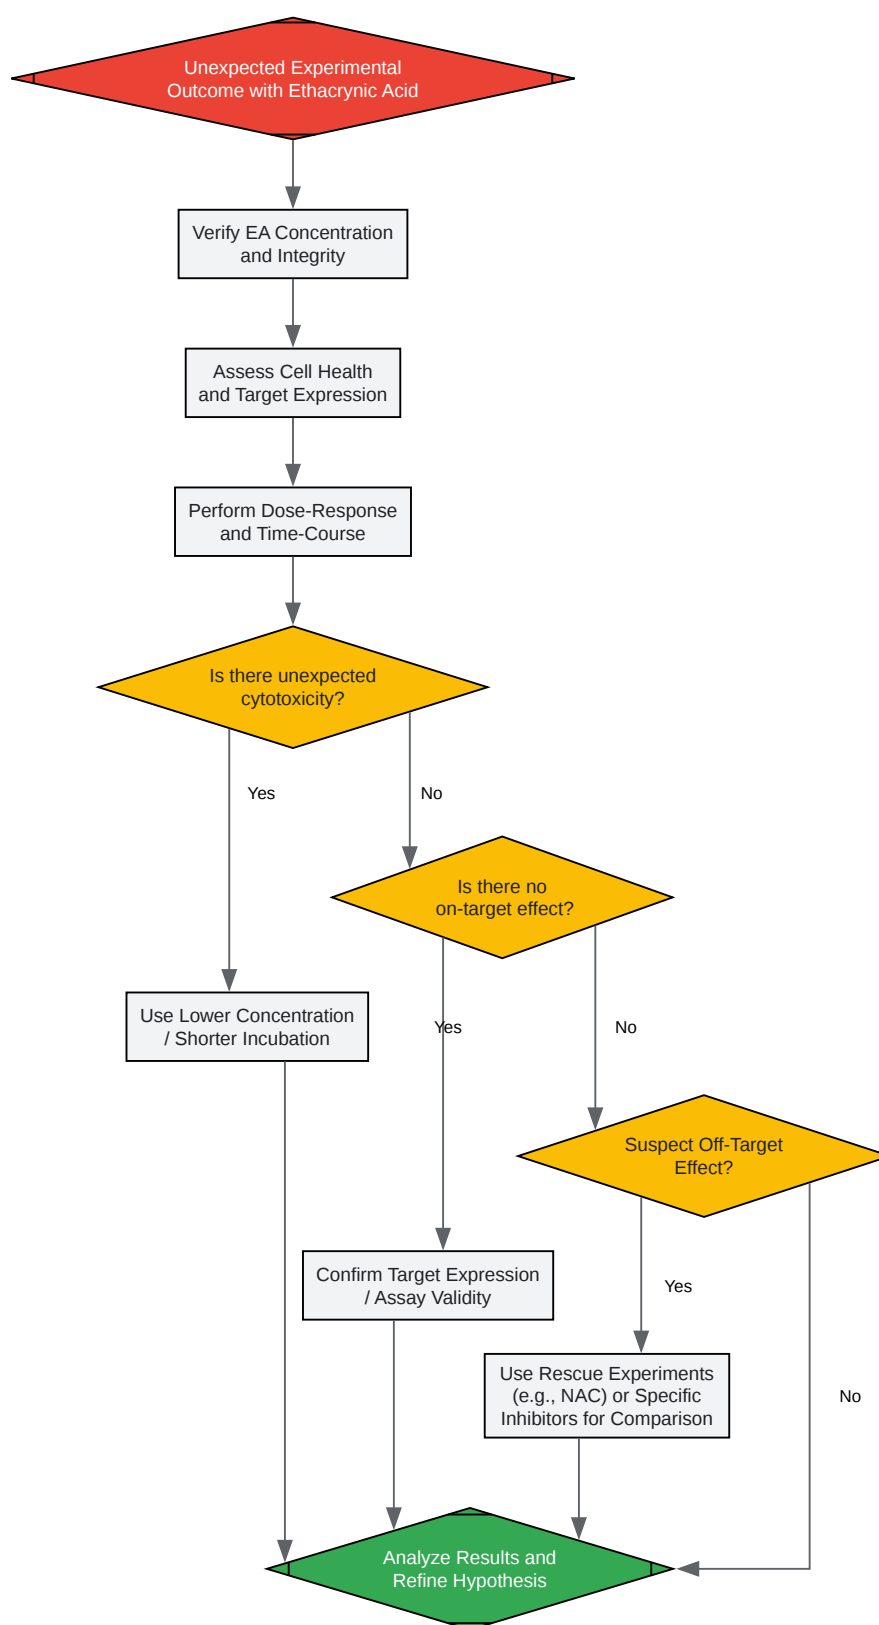 Unexpected Experimental
Outcome with Ethacrynic Acid
Verify EA Concentration
and Integrity
Assess Cell Health
and Target Expression
Perform Dose-Response
and Time-Course
Is there unexpected
cytotoxicity?
Yes
No
Is there no
on-target effect?
Use Lower Concentration
/ Shorter Incubation
Yes
No
Suspect Off-Target
Effect?
Confirm Target Expression
/ Assay Validity
Yes
Use Rescue Experiments
(e.g., NAC) or Specific
Inhibitors for Comparison
No
Analyze Results and
Refine Hypothesis